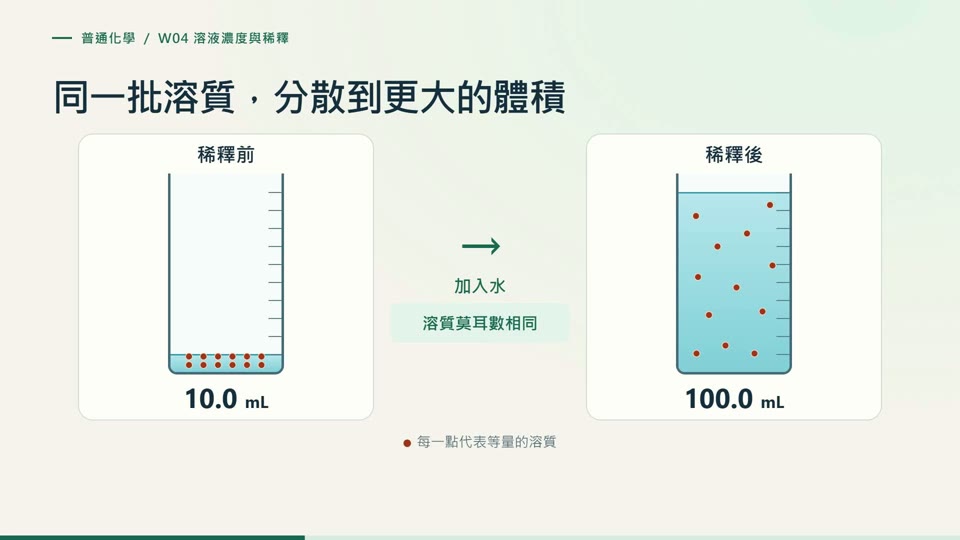 普通化學 / W04 溶液濃度與稀釋
同一批溶質，分散到更大的體積
稀釋前
稀釋後
→
加入水
溶質莫耳數相同
10.0 mL
100.0 mL
每一點代表等量的溶質